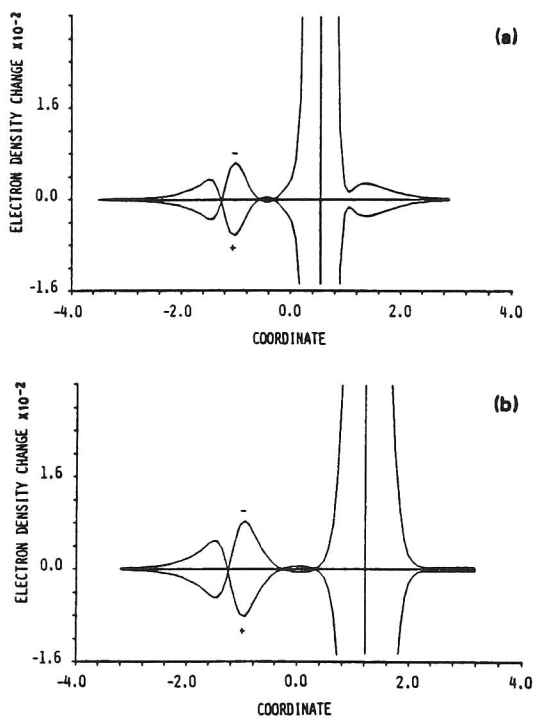 (a)
ELECTRON DENSITY CHANGE x10-2
1.6
0.0
-1.6
-
+
-4.0 -2.0 0.0 2.0 4.0
COORDINATE
(b)
ELECTRON DENSITY CHANGE x10-2
1.6
0.0
-1.6
-
+
-4.0 -2.0 0.0 2.0 4.0
COORDINATE